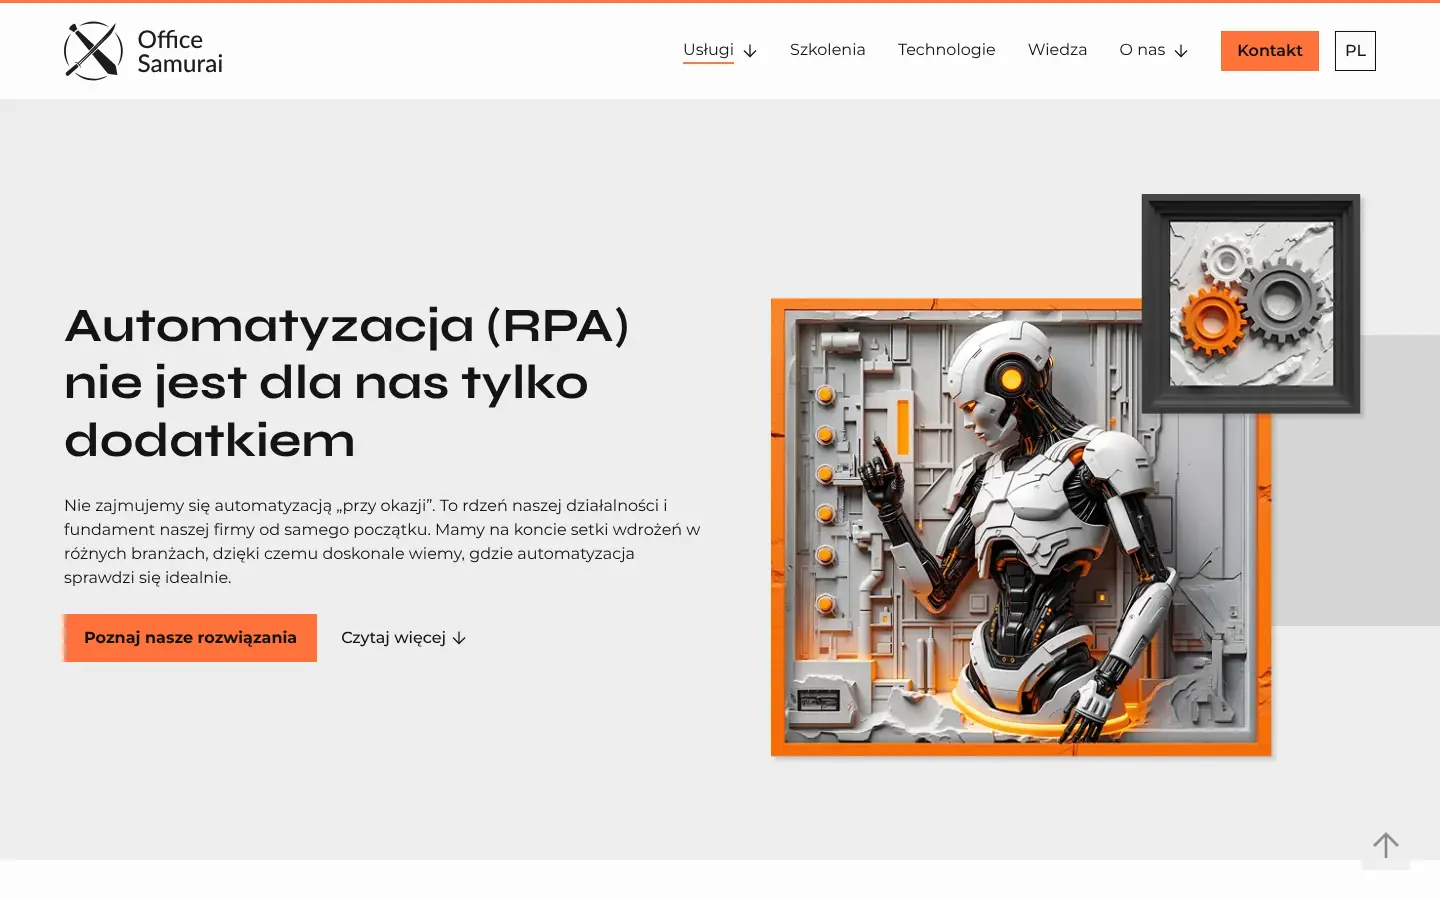 Office
Samurai
Usługi
Szkolenia
Technologie
Wiedza
O nas
Kontakt
PL
Automatyzacja (RPA)
nie jest dla nas tylko
dodatkiem
Nie zajmujemy się automatyzacją „przy okazji”. To rdzeń naszej działalności i
fundament naszej firmy od samego początku. Mamy na koncie setki wdrożeń w
różnych branżach, dzięki czemu doskonale wiemy, gdzie automatyzacja
sprawdzi się idealnie.
Poznaj nasze rozwiązania
Czytaj więcej